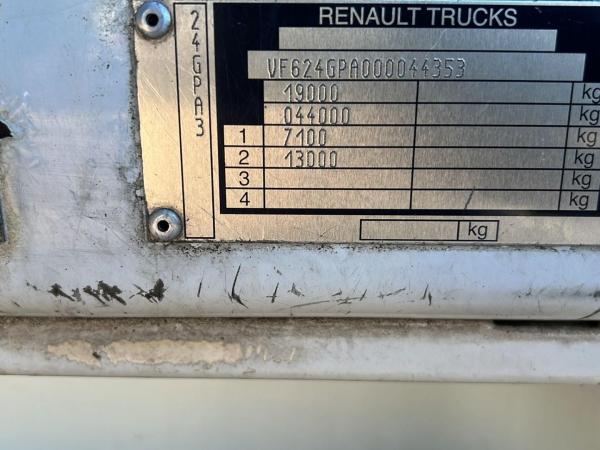 RENAULT TRUCKS
24GPA3
VF624GPA000044353
19000 kg
044000 kg
1 7100 kg
2 13000 kg
3 kg
4 kg
kg